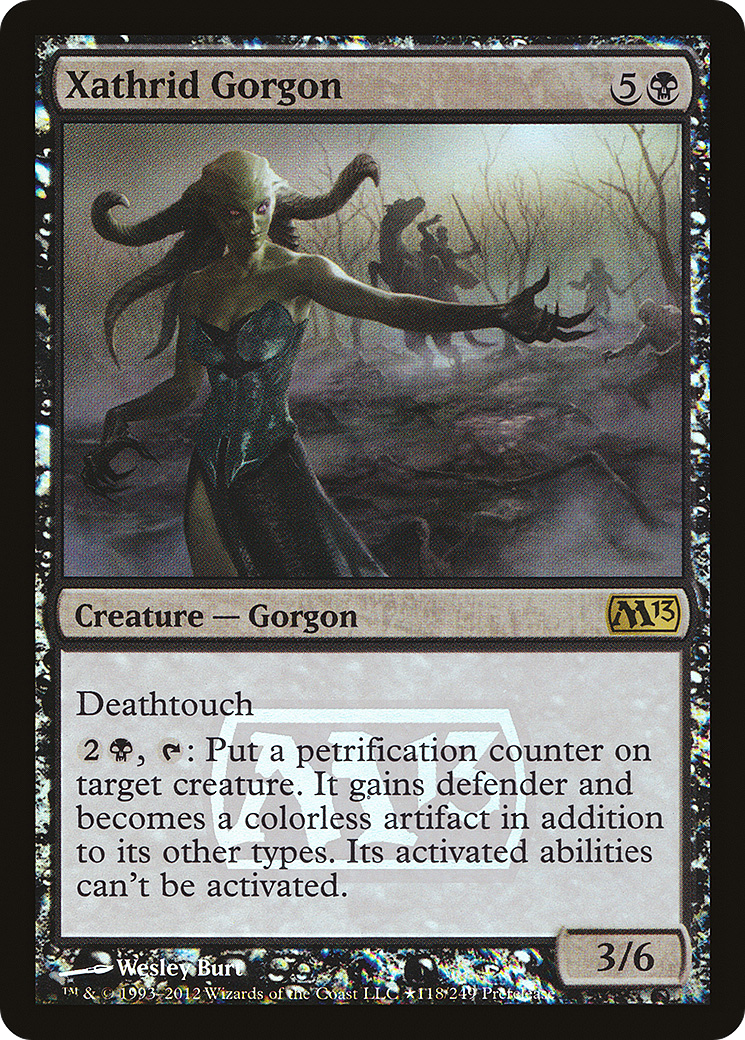 Xathrid Gorgon 5
Creature — Gorgon M13
Deathtouch
2, : Put a petrification counter on
target creature. It gains defender and
becomes a colorless artifact in addition
to its other types. Its activated abilities
can't be activated.
3/6
Wesley Burt
™ & © 1993–2012 Wizards of the Coast LLC ★118/249 Prerelease